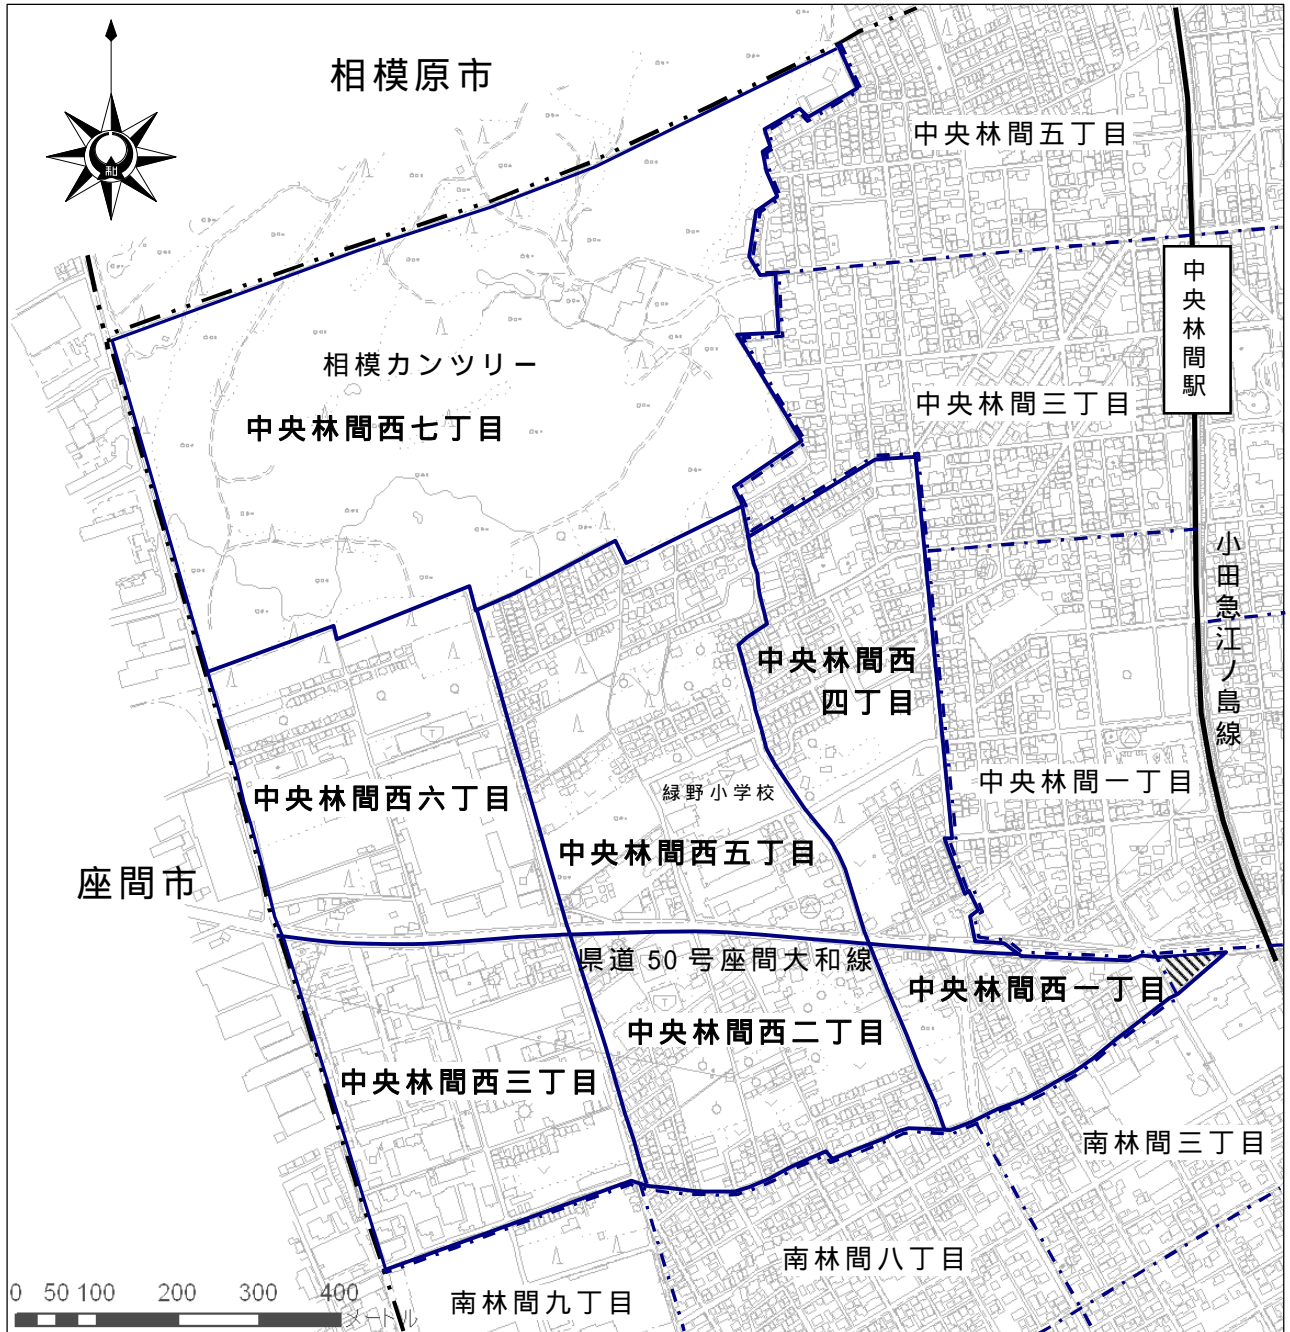 相模原市
中央林間五丁目
中央林間駅
相模カンツリー
中央林間西七丁目
中央林間三丁目
小田急江ノ島線
中央林間西
四丁目
中央林間一丁目
中央林間西六丁目
緑野小学校
中央林間西五丁目
座間市
県道 50 号座間大和線
中央林間西一丁目
中央林間西二丁目
中央林間西三丁目
南林間三丁目
南林間八丁目
南林間九丁目
0 50 100 200 300 400
メートル